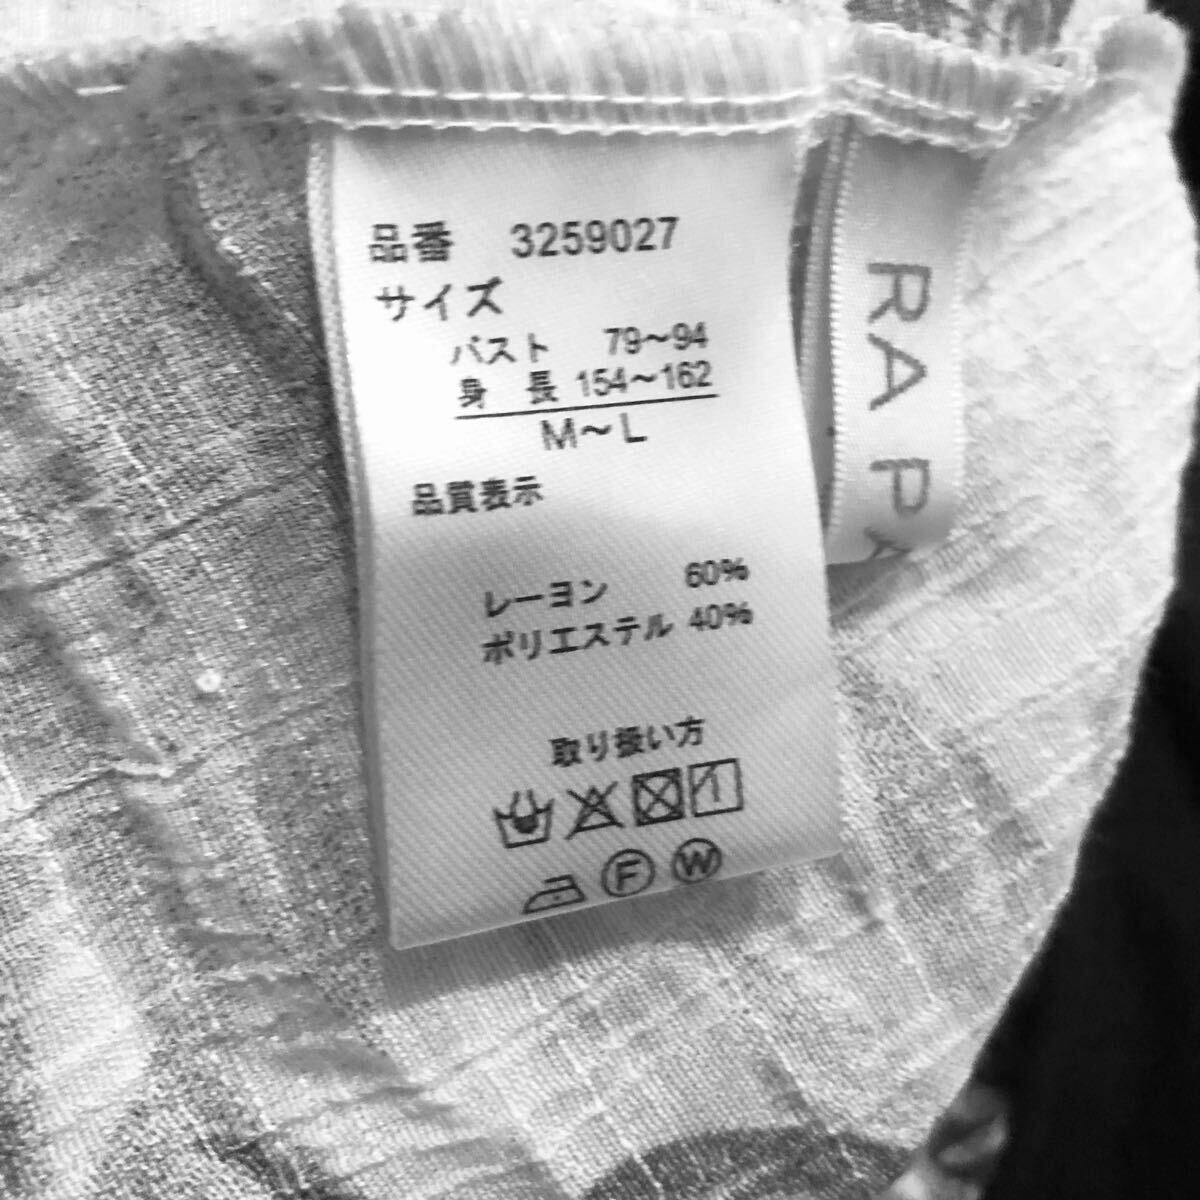 品番 3259027
サイズ
バスト 79～94
身 長 154～162
M～L
品質表示
レーヨン 60%
ポリエステル 40%
取り扱い方
F W
RA PA